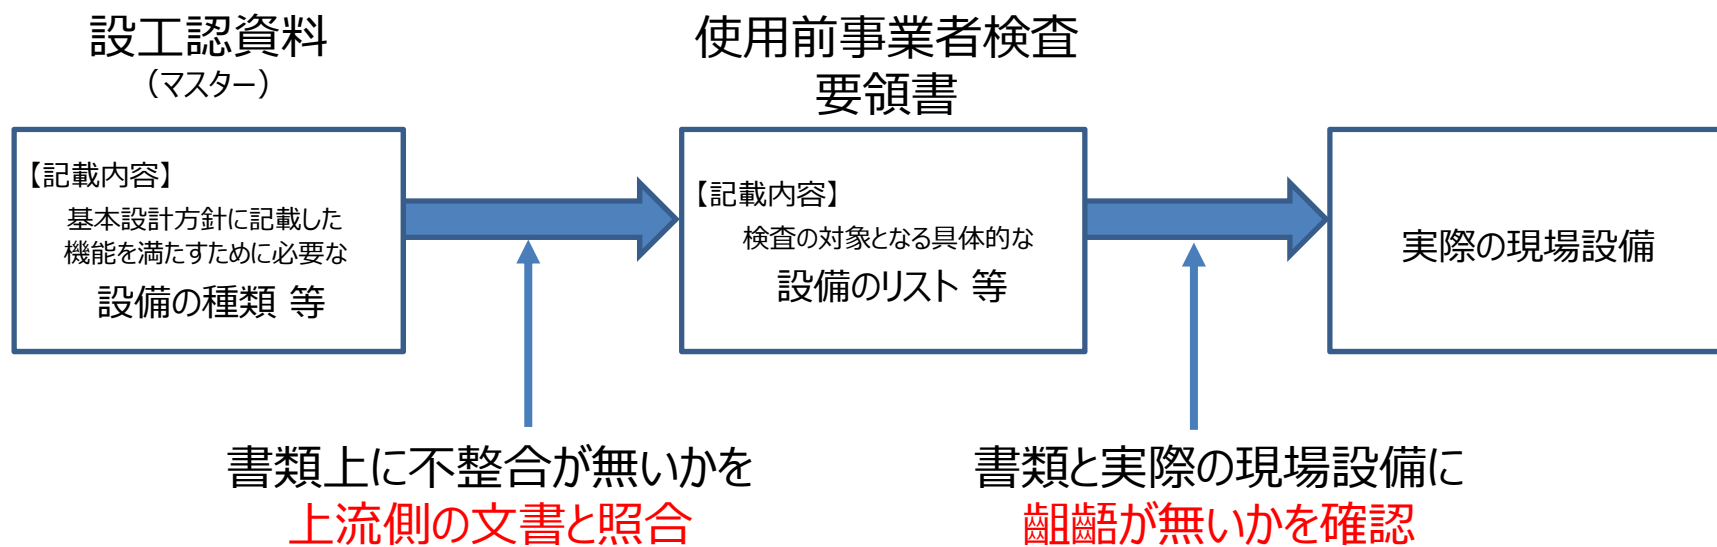 設工認資料
（マスター）
使用前事業者検査
要領書
【記載内容】
基本設計方針に記載した
機能を満たすために必要な
設備の種類 等
【記載内容】
検査の対象となる具体的な
設備のリスト 等
実際の現場設備
書類上に不整合が無いかを
上流側の文書と照合
書類と実際の現場設備に
齟齬が無いかを確認